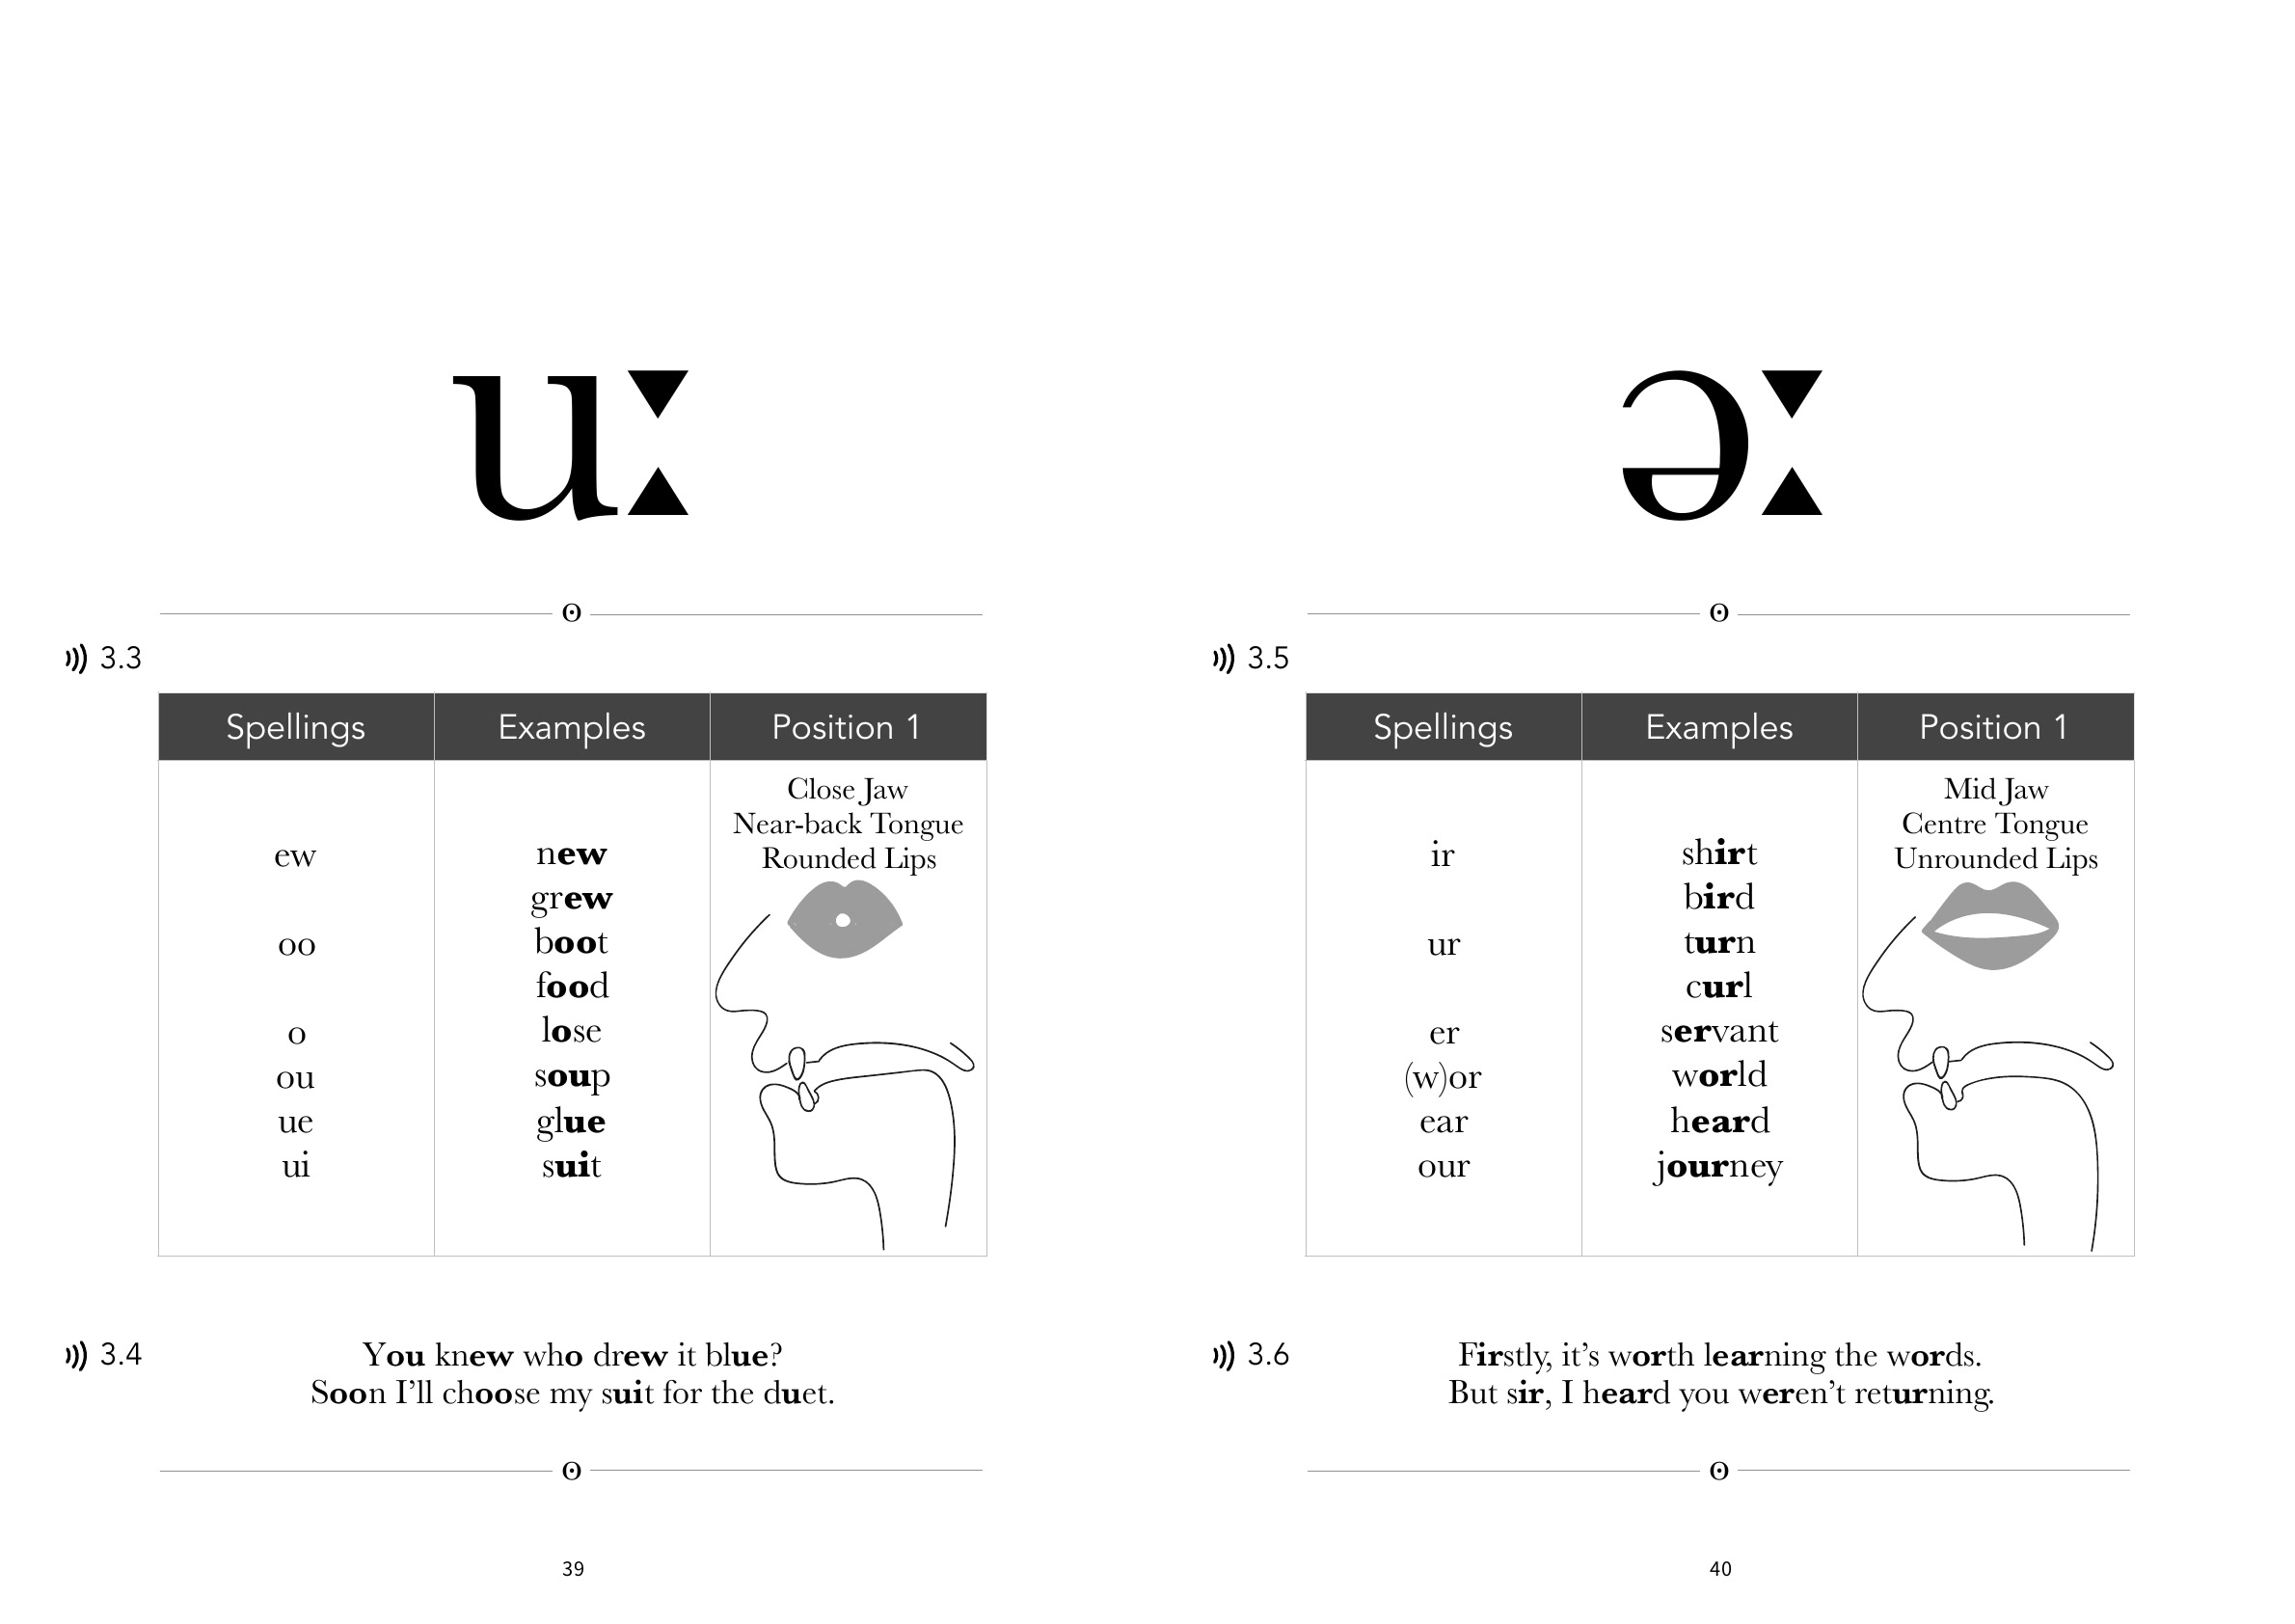 uː
ʘ
3.3
Spellings Examples Position 1
Close Jaw
Near-back Tongue
Rounded Lips
ew new
grew
oo boot
food
o lose
ou soup
ue glue
ui suit
3.4
You knew who drew it blue?
Soon I’ll choose my suit for the duet.
ʘ
39
əː
ʘ
3.5
Spellings Examples Position 1
Mid Jaw
Centre Tongue
Unrounded Lips
ir shirt
bird
ur turn
curl
er servant
(w)or world
ear heard
our journey
3.6
Firstly, it’s worth learning the words.
But sir, I heard you weren’t returning.
ʘ
40